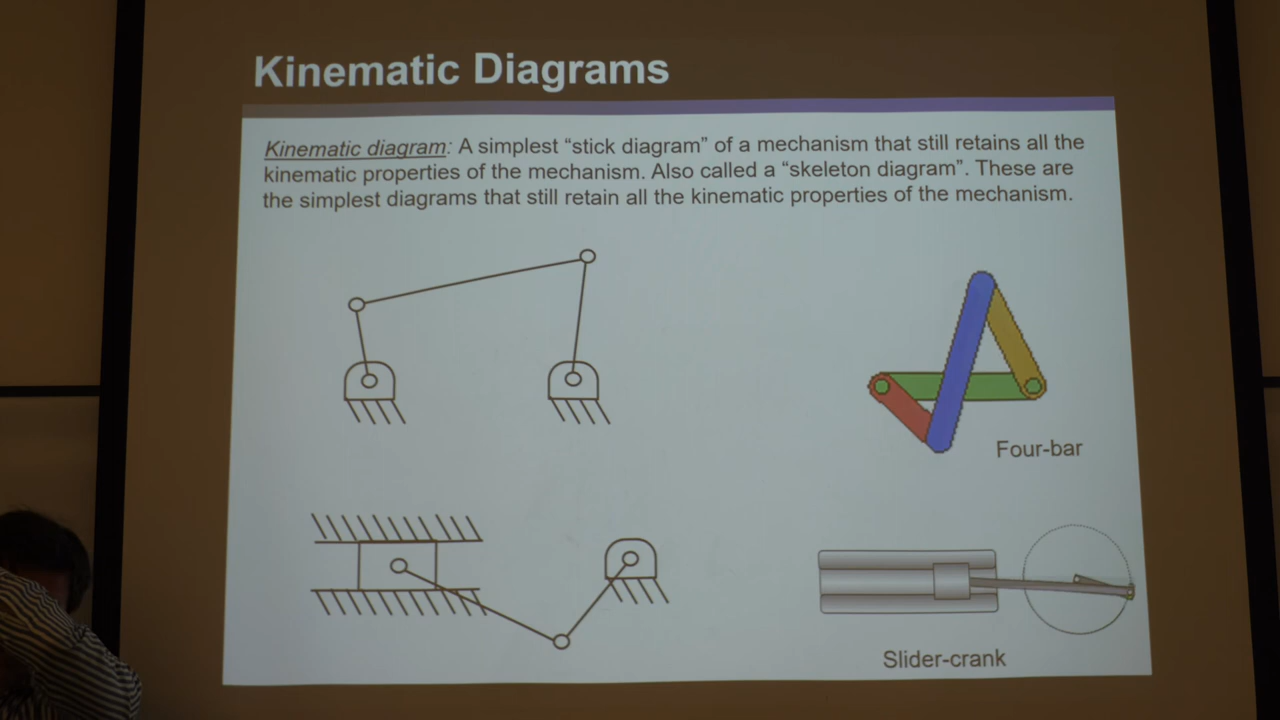 Kinematic Diagrams
Kinematic diagram: A simplest “stick diagram” of a mechanism that still retains all the
kinematic properties of the mechanism. Also called a “skeleton diagram”. These are
the simplest diagrams that still retain all the kinematic properties of the mechanism.
Four-bar
Slider-crank